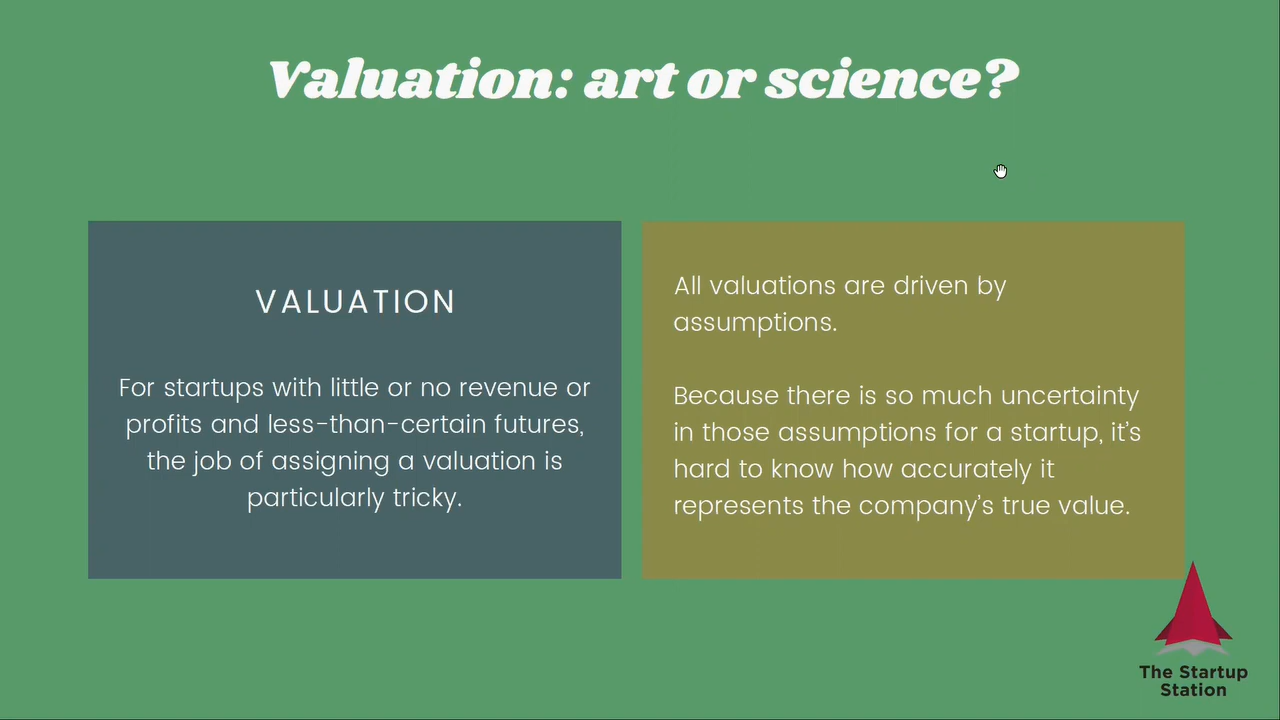 Valuation: art or science?
VALUATION
For startups with little or no revenue or
profits and less-than-certain futures,
the job of assigning a valuation is
particularly tricky.
All valuations are driven by
assumptions.
Because there is so much uncertainty
in those assumptions for a startup, it's
hard to know how accurately it
represents the company's true value.
The Startup
Station